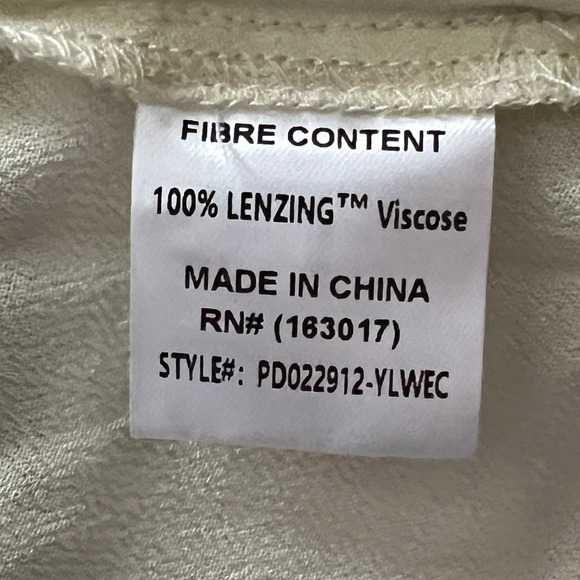 FIBRE CONTENT
100% LENZING™ Viscose
MADE IN CHINA
RN# (163017)
STYLE#: PD022912-YLWEC